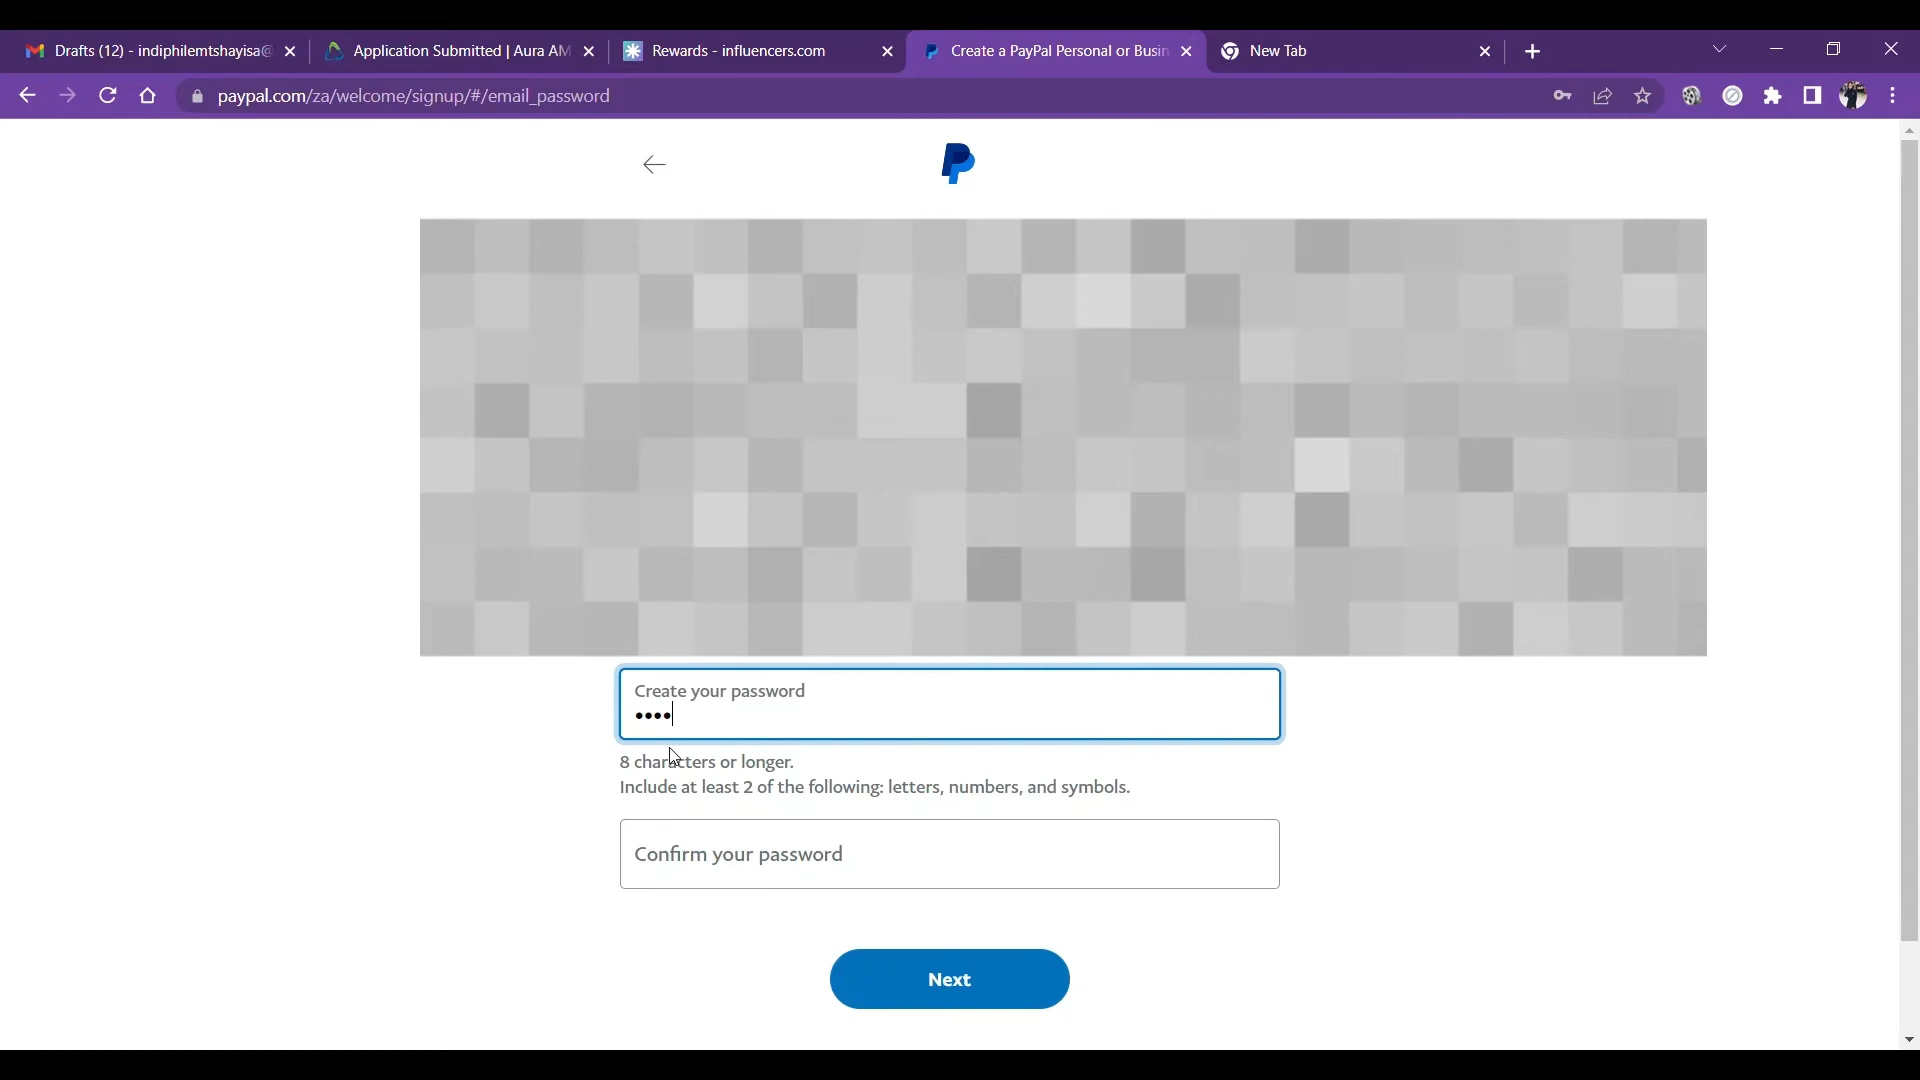 Drafts (12) - indiphilemtshayisa@
Application Submitted | Aura AM
Rewards - influencers.com
Create a PayPal Personal or Busin
New Tab
paypal.com/za/welcome/signup/#/email_password
Create your password
••••
8 characters or longer.
Include at least 2 of the following: letters, numbers, and symbols.
Confirm your password
Next